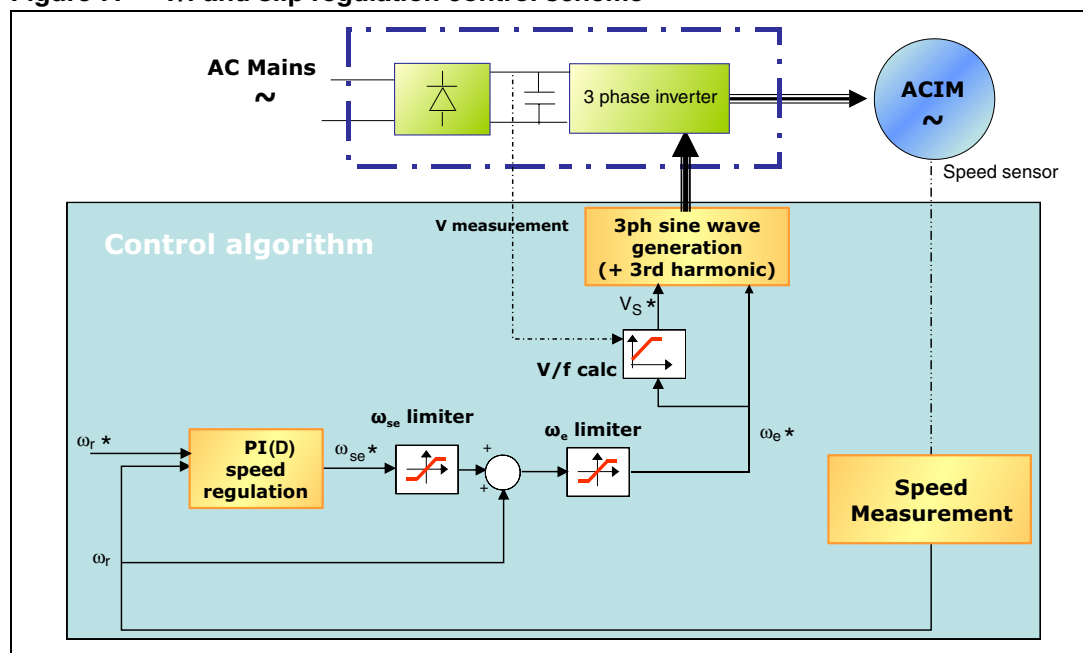 AC Mains
~
3 phase inverter
ACIM
~
Speed sensor
Control algorithm
V measurement
3ph sine wave
generation
(+ 3rd harmonic)
V_S *
V/f calc
ω_se limiter
ω_e limiter
ω_r *
PI(D)
speed
regulation
ω_se *
+
+
ω_e *
Speed
Measurement
ω_r